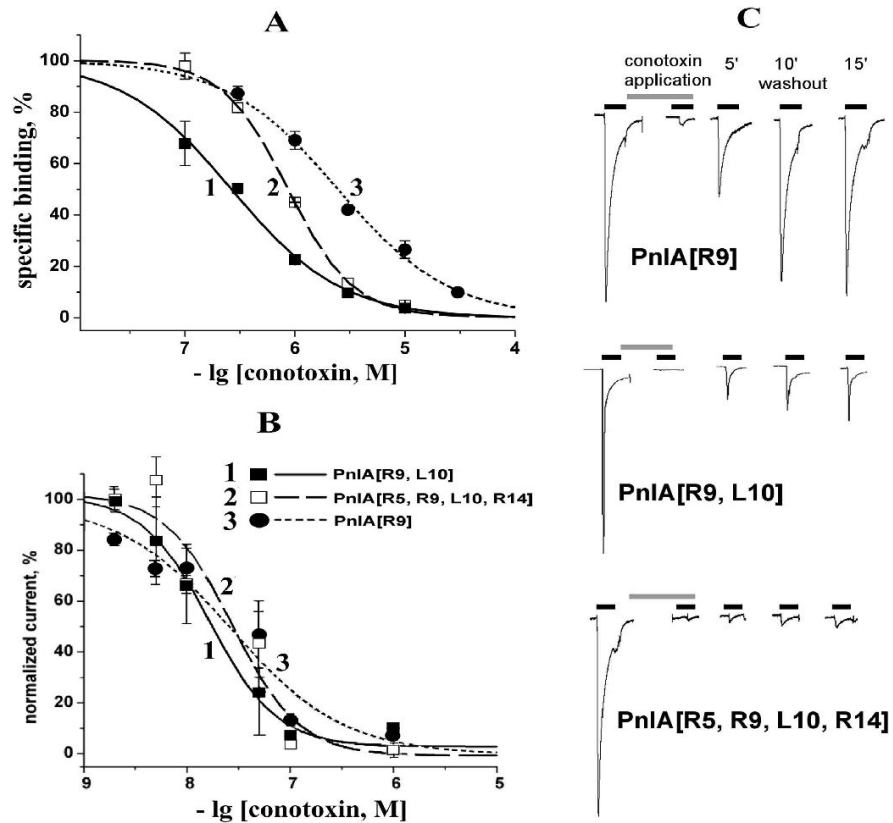 A
specific binding, %
100
80
60
40
20
0
1
2
3
7
6
5
4
- lg [conotoxin, M]
B
normalized current, %
100
80
60
40
20
0
1 PnIA[R9, L10]
2 PnIA[R5, R9, L10, R14]
3 PnIA[R9]
2
1
3
9
8
7
6
5
- lg [conotoxin, M]
C
conotoxin
application
5'
10'
15'
washout
PnIA[R9]
PnIA[R9, L10]
PnIA[R5, R9, L10, R14]